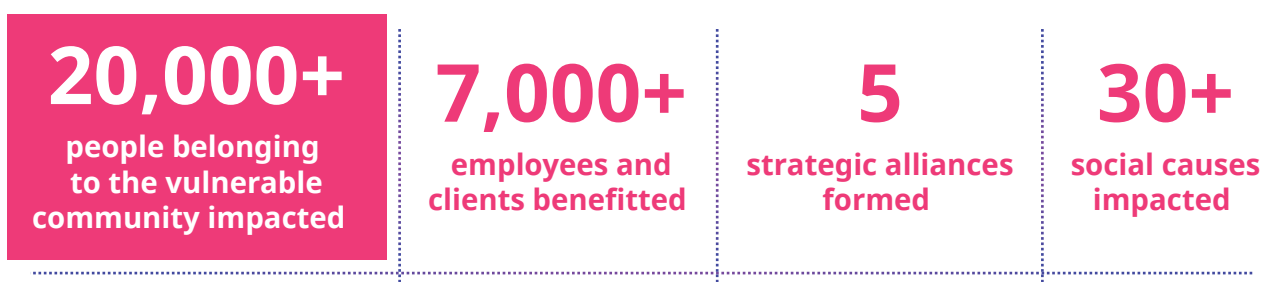 20,000+
people belonging
to the vulnerable
community impacted
7,000+
employees and
clients benefitted
5
strategic alliances
formed
30+
social causes
impacted